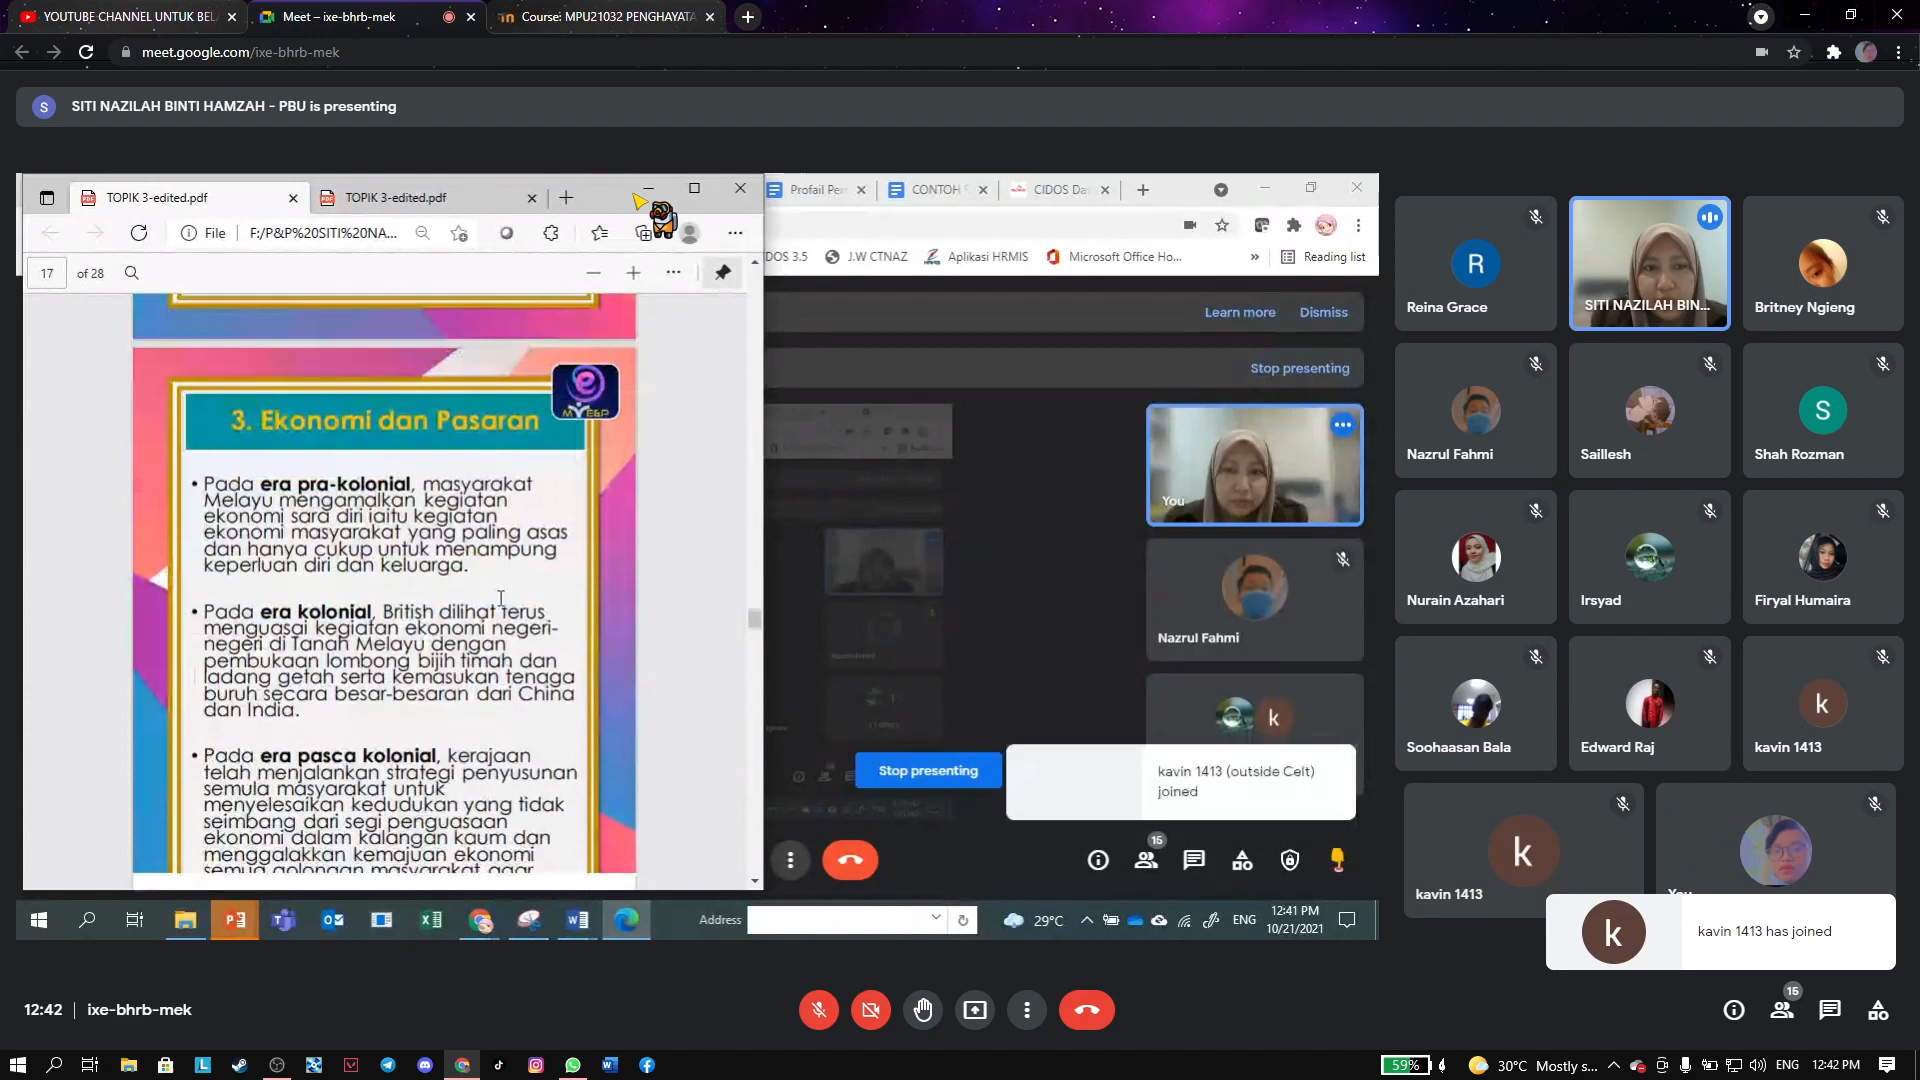 YOUTUBE CHANNEL UNTUK BEL
Meet – ixe-bhrb-mek
Course: MPU21032 PENGHAYATA
meet.google.com/ixe-bhrb-mek
S
SITI NAZILAH BINTI HAMZAH - PBU is presenting
TOPIK 3-edited.pdf
TOPIK 3-edited.pdf
File
F:/P&P%20SITI%20NA...
17
of 28
MYE&P
3. Ekonomi dan Pasaran
• Pada era pra-kolonial, masyarakat
Melayu mengamalkan kegiatan
ekonomi sara diri iaitu kegiatan
ekonomi masyarakat yang paling asas
dan hanya cukup untuk menampung
keperluan diri dan keluarga.
• Pada era kolonial, British dilihat terus
menguasai kegiatan ekonomi negeri-
negeri di Tanah Melayu dengan
pembukaan lombong bijih timah dan
ladang getah serta kemasukan tenaga
buruh secara besar-besaran dari China
dan India.
• Pada era pasca kolonial, kerajaan
telah menjalankan strategi penyusunan
semula masyarakat untuk
menyelesaikan kedudukan yang tidak
seimbang dari segi penguasaan
ekonomi dalam kalangan kaum dan
menggalakkan kemajuan ekonomi
semua golongan masyarakat agar
Profail Per
CONTOH
CIDOS Da
DOS 3.5
J.W CTNAZ
Aplikasi HRMIS
Microsoft Office Ho...
»
Reading list
Learn more
Dismiss
Stop presenting
You
Nazrul Fahmi
k
Stop presenting
kavin 1413 (outside Celt)
joined
15
Address
29°C
ENG
12:41 PM
10/21/2021
R
Reina Grace
SITI NAZILAH BIN...
Britney Ngieng
Nazrul Fahmi
Saillesh
S
Shah Rozman
Nurain Azahari
Irsyad
Firyal Humaira
Soohaasan Bala
Edward Raj
k
kavin 1413
k
kavin 1413
You
k
kavin 1413 has joined
12:42
ixe-bhrb-mek
15
59%
30°C Mostly s...
ENG
12:42 PM